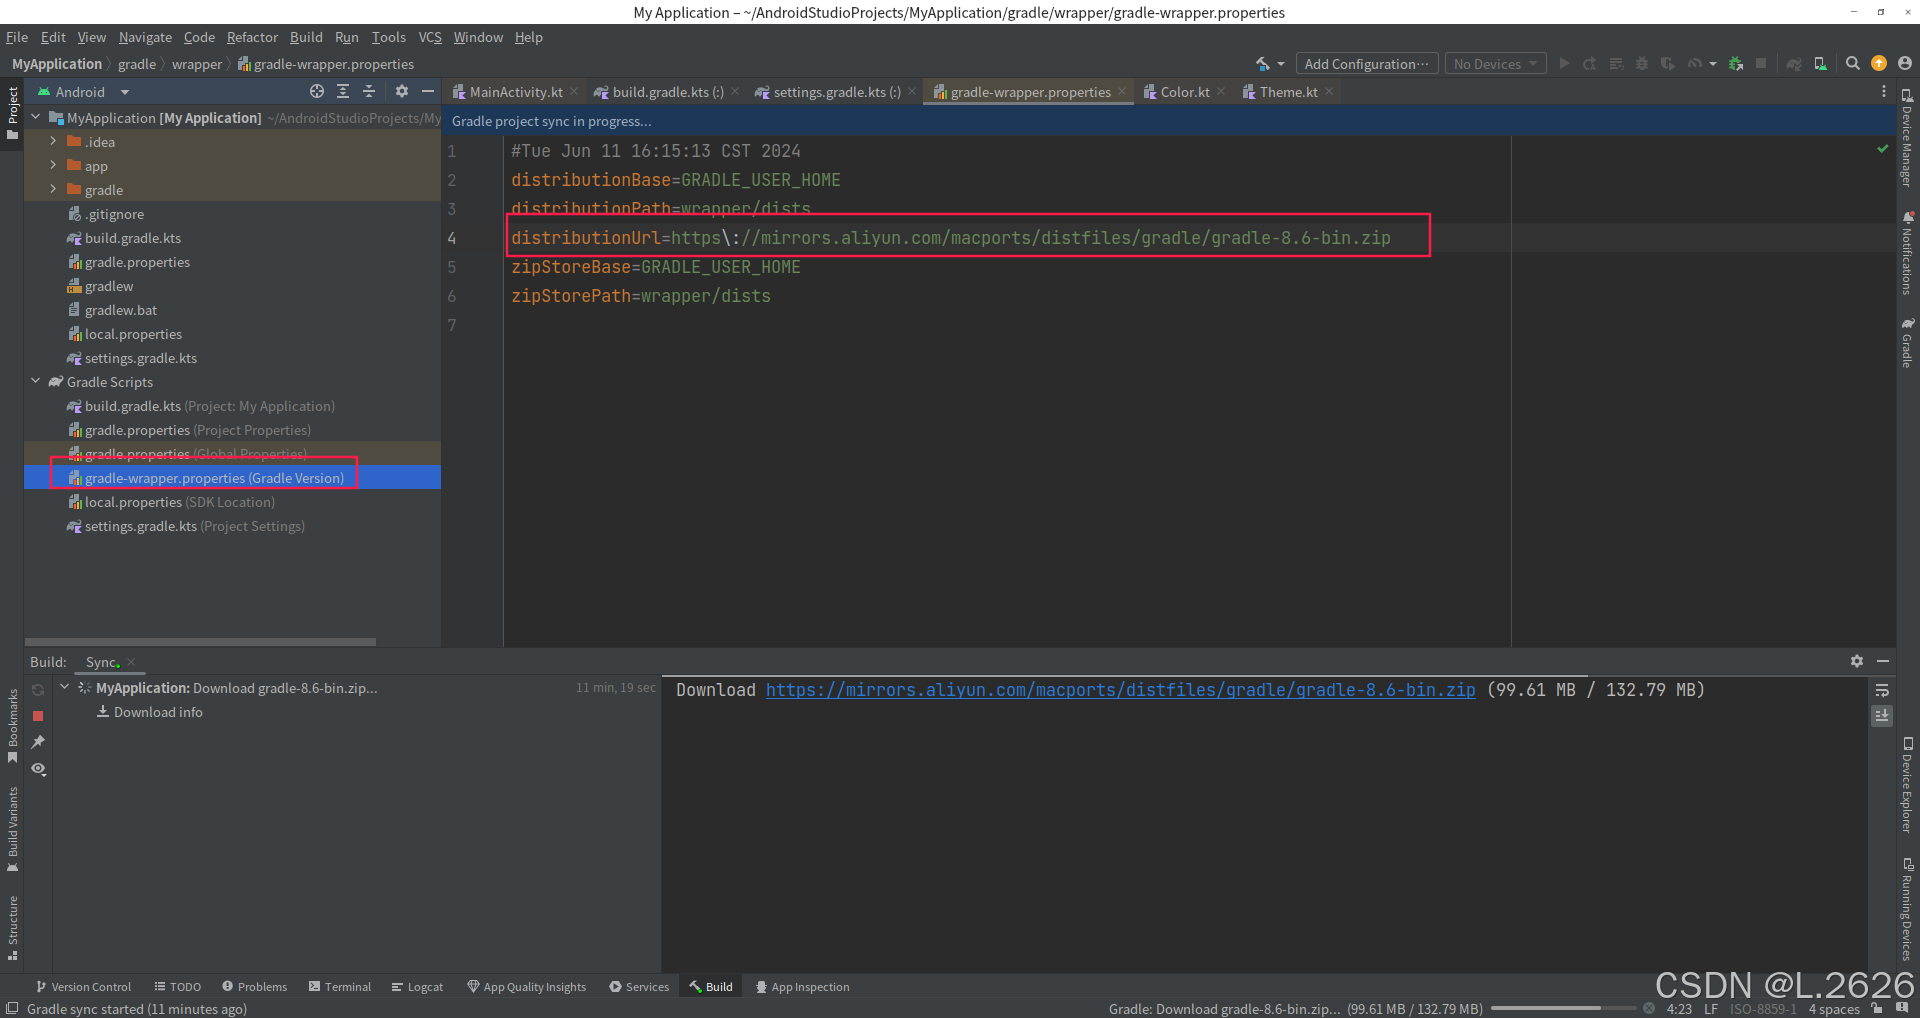 My Application – ~/AndroidStudioProjects/MyApplication/gradle/wrapper/gradle-wrapper.properties
File Edit View Navigate Code Refactor Build Run Tools VCS Window Help
MyApplication gradle wrapper gradle-wrapper.properties
Add Configuration... No Devices
Project
Android
MainActivity.kt build.gradle.kts (:) settings.gradle.kts (:) gradle-wrapper.properties Color.kt Theme.kt
MyApplication [My Application] ~/AndroidStudioProjects/My
.idea
app
gradle
.gitignore
build.gradle.kts
gradle.properties
gradlew
gradlew.bat
local.properties
settings.gradle.kts
Gradle Scripts
build.gradle.kts (Project: My Application)
gradle.properties (Project Properties)
gradle.properties (Global Properties)
gradle-wrapper.properties (Gradle Version)
local.properties (SDK Location)
settings.gradle.kts (Project Settings)
Gradle project sync in progress...
1 #Tue Jun 11 16:15:13 CST 2024
2 distributionBase=GRADLE_USER_HOME
3 distributionPath=wrapper/dists
4 distributionUrl=https\://mirrors.aliyun.com/macports/distfiles/gradle/gradle-8.6-bin.zip
5 zipStoreBase=GRADLE_USER_HOME
6 zipStorePath=wrapper/dists
7
Device Manager
Notifications
Gradle
Build: Sync
MyApplication: Download gradle-8.6-bin.zip... 11 min, 19 sec
Download info
Download https://mirrors.aliyun.com/macports/distfiles/gradle/gradle-8.6-bin.zip (99.61 MB / 132.79 MB)
Bookmarks
Build Variants
Structure
Device Explorer
Running Devices
Version Control TODO Problems Terminal Logcat App Quality Insights Services Build App Inspection
Gradle sync started (11 minutes ago)
Gradle: Download gradle-8.6-bin.zip... (99.61 MB / 132.79 MB) 4:23 LF ISO-8859-1 4 spaces
CSDN @L.2626